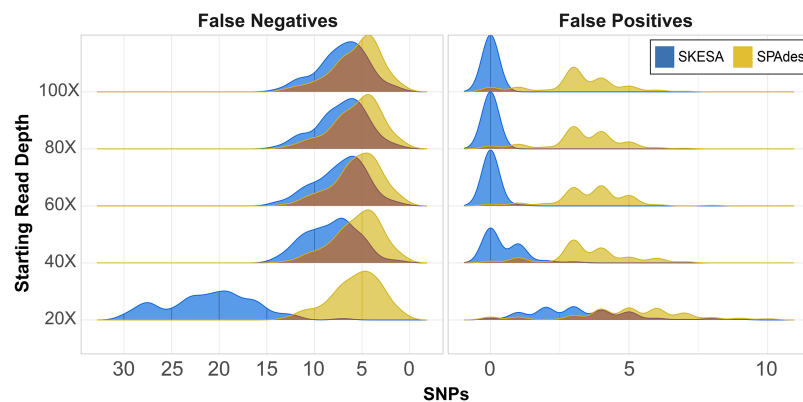 False Negatives
False Positives
SKESA
SPAdes
Starting Read Depth
100X
80X
60X
40X
20X
30 25 20 15 10 5 0
0 5 10
SNPs